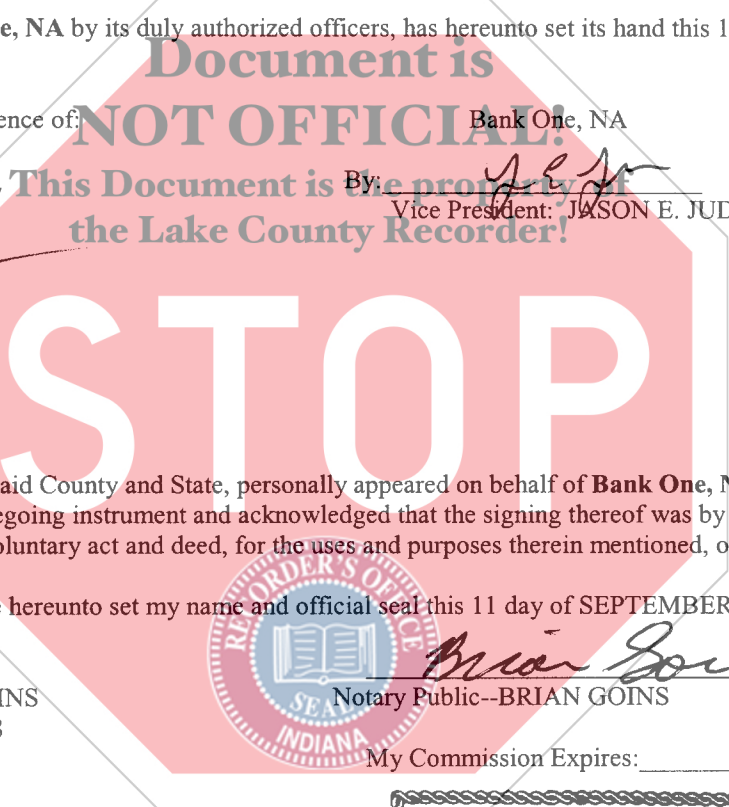 e, NA by its duly authorized officers, has hereunto set its hand this 1
Document is
ence of:
NOT OFFICIAL!
Bank One, NA
This Document is the property of
By:
Vice President: JASON E. JUD
the Lake County Recorder!
STOP
aid County and State, personally appeared on behalf of Bank One, N
egoing instrument and acknowledged that the signing thereof was by
oluntary act and deed, for the uses and purposes therein mentioned, o
RECORDER'S OFFICE
e hereunto set my name and official seal this 11 day of SEPTEMBER
Brian Goi
INS
Notary Public--BRIAN GOINS
SEAL
INDIANA
My Commission Expires: